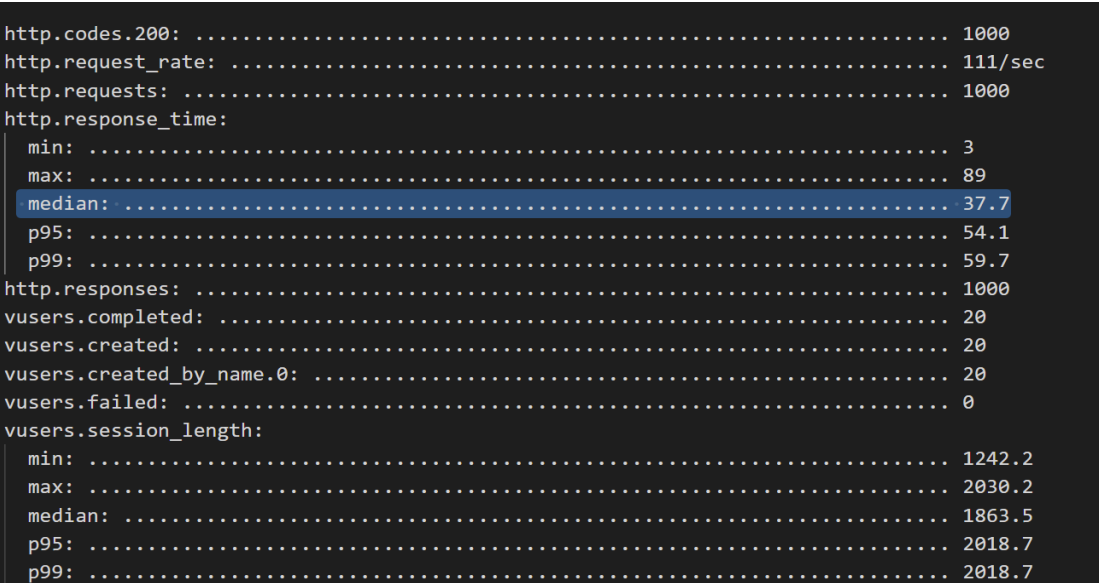 http.codes.200: ................................................................ 1000
http.request_rate: ............................................................. 111/sec
http.requests: ................................................................. 1000
http.response_time:
min: ......................................................................... 3
max: ......................................................................... 89
median: ...................................................................... 37.7
p95: ......................................................................... 54.1
p99: ......................................................................... 59.7
http.responses: ................................................................ 1000
vusers.completed: .............................................................. 20
vusers.created: ................................................................ 20
vusers.created_by_name.0: ...................................................... 20
vusers.failed: ................................................................. 0
vusers.session_length:
min: ......................................................................... 1242.2
max: ......................................................................... 2030.2
median: ...................................................................... 1863.5
p95: ......................................................................... 2018.7
p99: ......................................................................... 2018.7